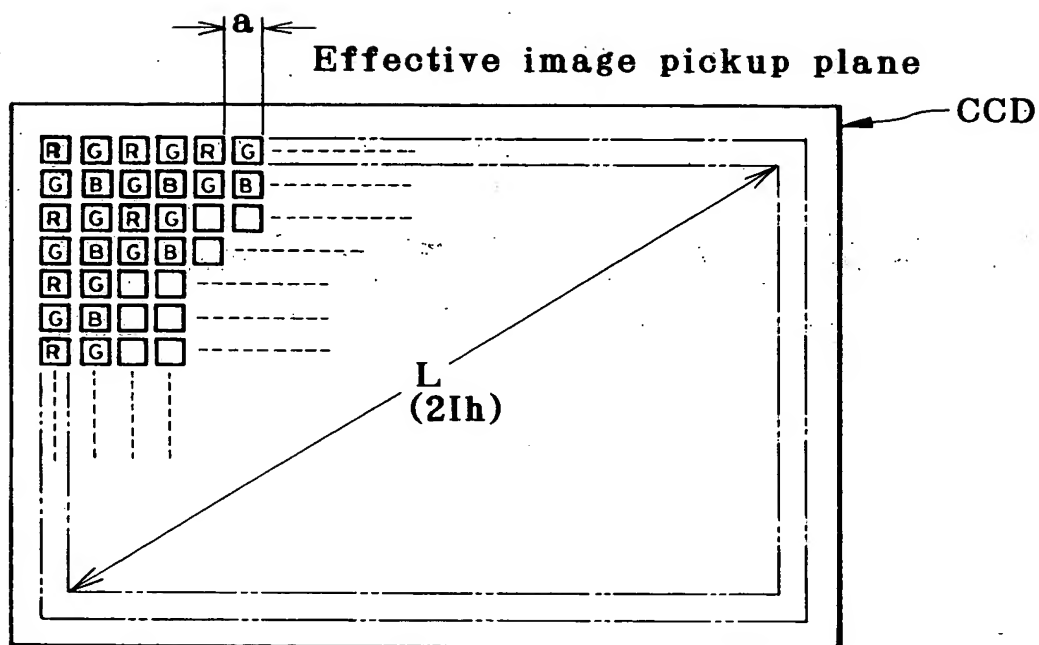 a
Effective image pickup plane
CCD
R G R G R G
G B G B G B
R G R G
G B G B
R G
G B
R G
L
(2Ih)